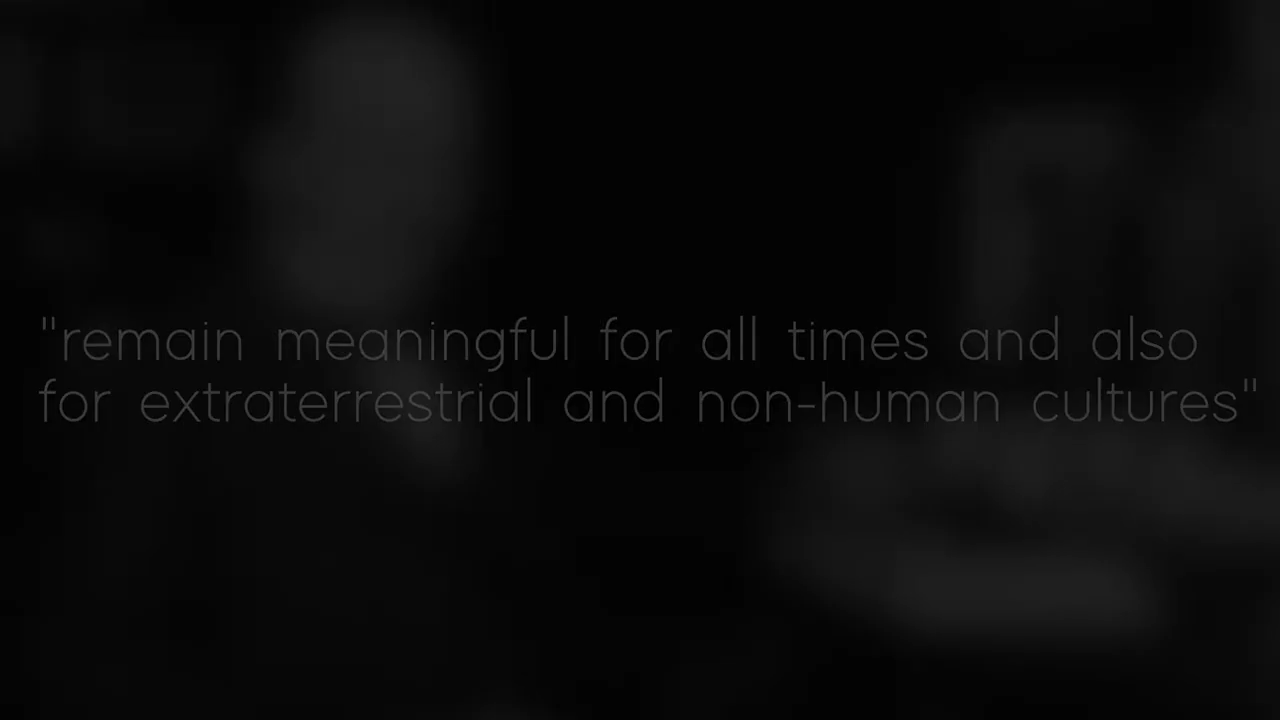 "remain meaningful for all times and also
for extraterrestrial and non-human cultures"